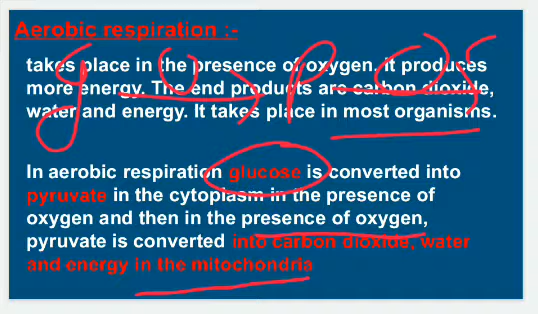 Aerobic respiration :-
takes place in the presence of oxygen. It produces
more energy. The end products are carbon dioxide,
water and energy. It takes place in most organisms.
In aerobic respiration glucose is converted into
pyruvate in the cytoplasm in the presence of
oxygen and then in the presence of oxygen,
pyruvate is converted into carbon dioxide, water
and energy in the mitochondria